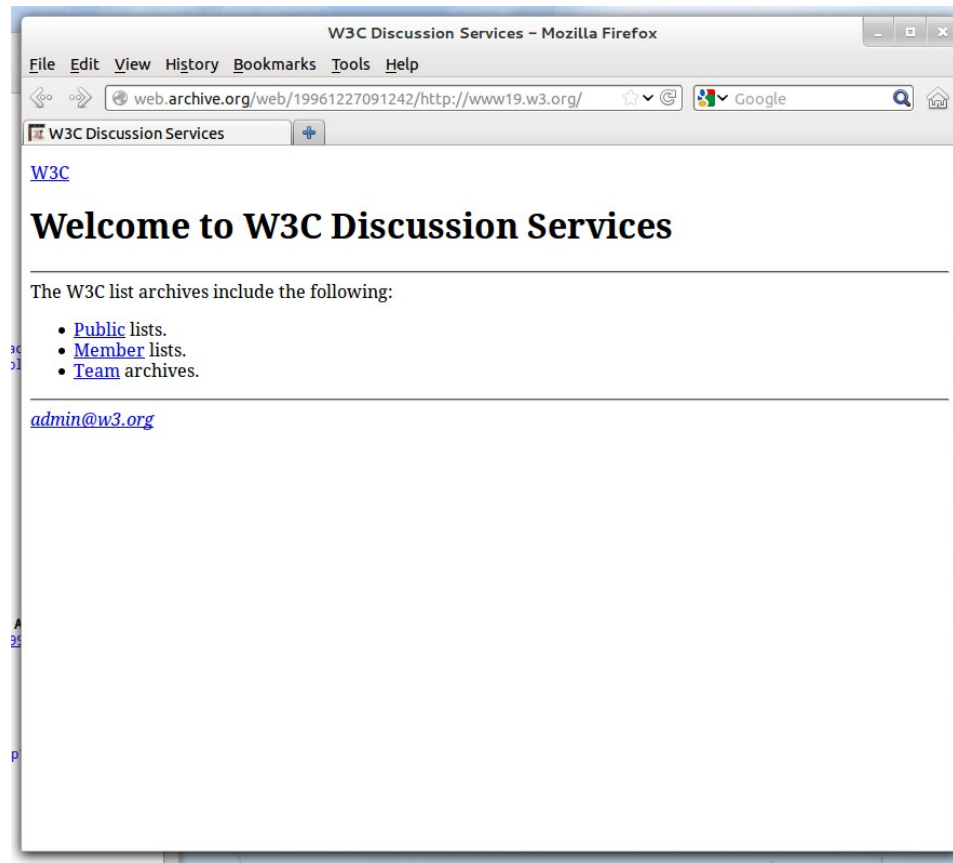 W3C Discussion Services – Mozilla Firefox
File Edit View History Bookmarks Tools Help
web.archive.org/web/19961227091242/http://www19.w3.org/ Google
W3C Discussion Services
W3C
Welcome to W3C Discussion Services
The W3C list archives include the following:
• Public lists.
• Member lists.
• Team archives.
admin@w3.org